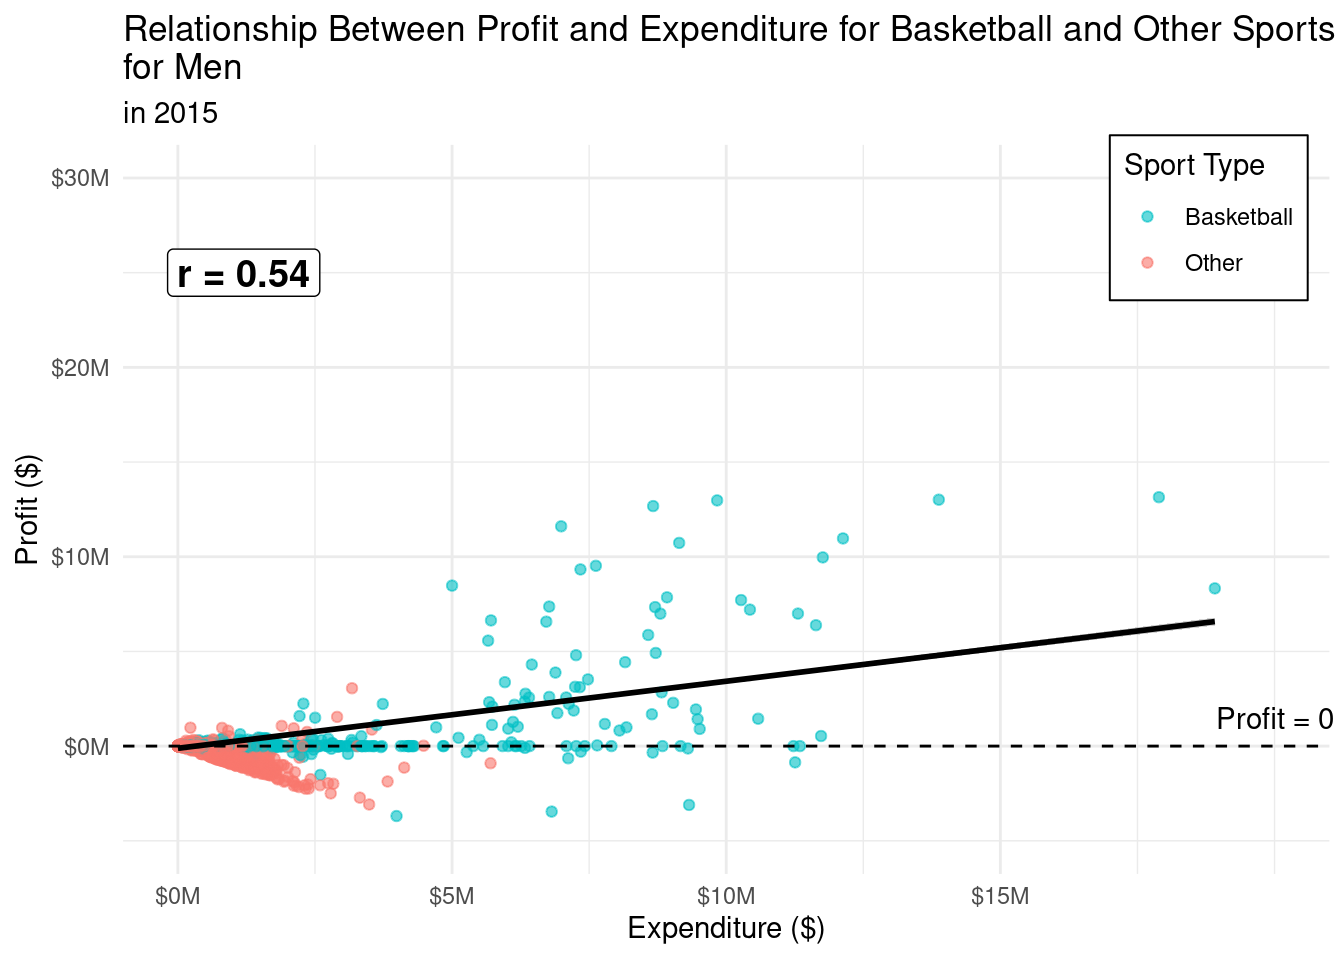 Relationship Between Profit and Expenditure for Basketball and Other Sports
for Men
in 2015
Sport Type
Basketball
Other
r = 0.54
Profit = 0
Profit ($)
$30M
$20M
$10M
$0M
$0M
$5M
$10M
$15M
Expenditure ($)